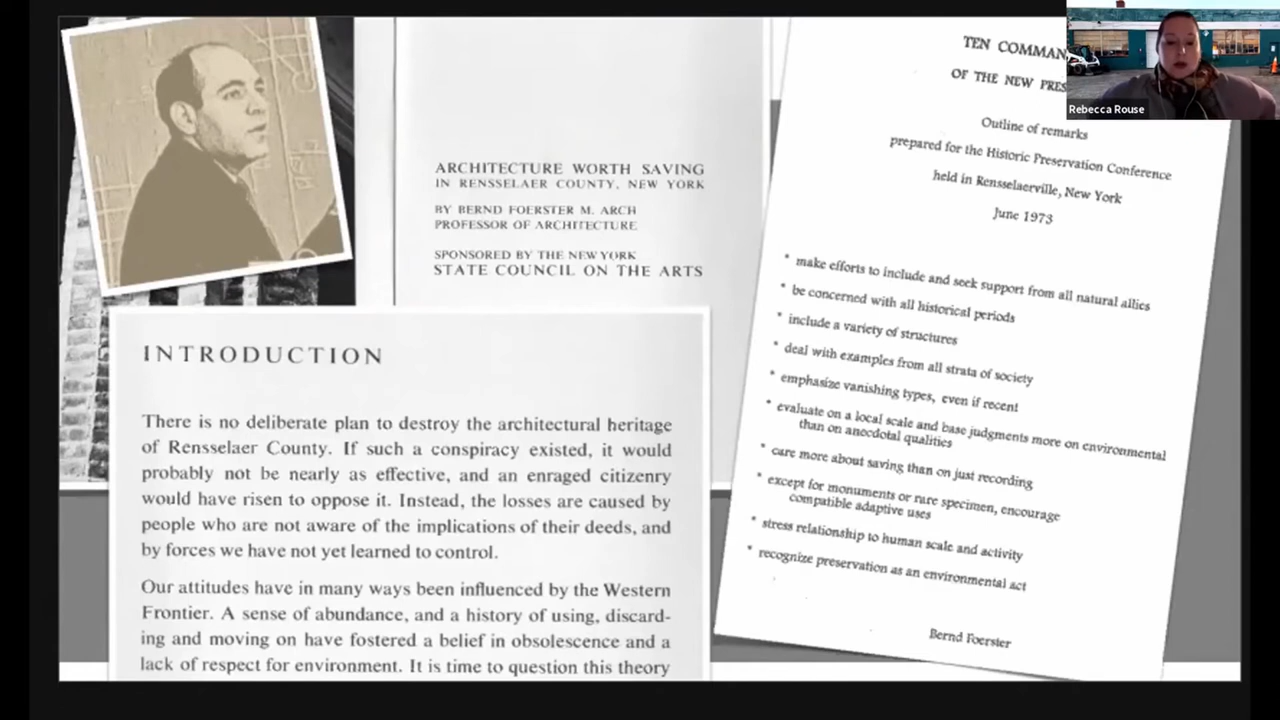 ARCHITECTURE WORTH SAVING
IN RENSSELAER COUNTY, NEW YORK
BY BERND FOERSTER M. ARCH
PROFESSOR OF ARCHITECTURE
SPONSORED BY THE NEW YORK
STATE COUNCIL ON THE ARTS
INTRODUCTION
There is no deliberate plan to destroy the architectural heritage
of Rensselaer County. If such a conspiracy existed, it would
probably not be nearly as effective, and an enraged citizenry
would have risen to oppose it. Instead, the losses are caused by
people who are not aware of the implications of their deeds, and
by forces we have not yet learned to control.
Our attitudes have in many ways been influenced by the Western
Frontier. A sense of abundance, and a history of using, discard-
ing and moving on have fostered a belief in obsolescence and a
lack of respect for environment. It is time to question this theory
TEN COMMAN
OF THE NEW PRES
Outline of remarks
prepared for the Historic Preservation Conference
held in Rensselaerville, New York
June 1973
* make efforts to include and seek support from all natural allies
* be concerned with all historical periods
* include a variety of structures
* deal with examples from all strata of society
* emphasize vanishing types, even if recent
* evaluate on a local scale and base judgments more on environmental
than on anecdotal qualities
* care more about saving than on just recording
* except for monuments or rare specimen, encourage
compatible adaptive uses
* stress relationship to human scale and activity
* recognize preservation as an environmental act
Bernd Foerster
Rebecca Rouse